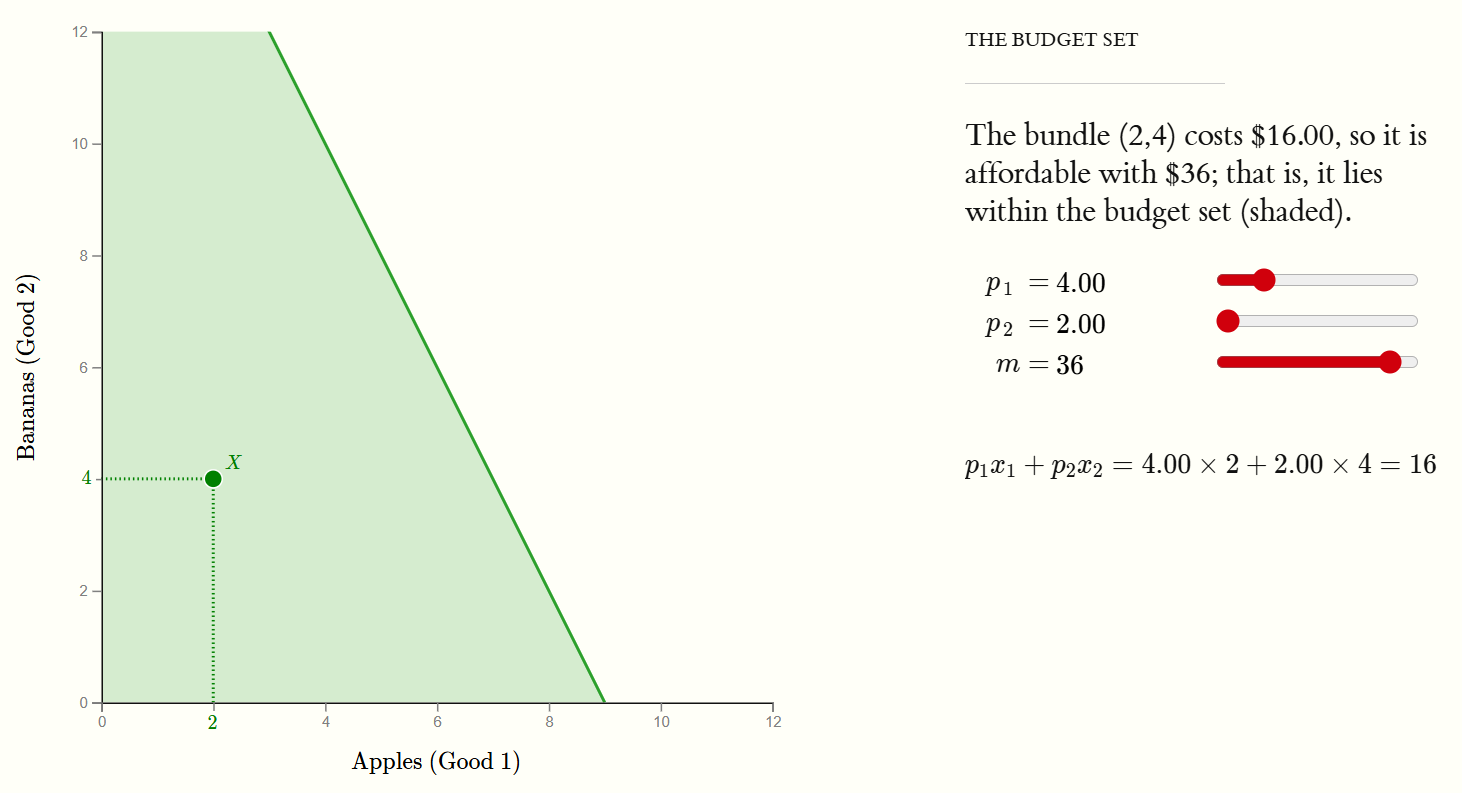 12
10
8
6
4
2
0
Bananas (Good 2)
X
0
2
4
6
8
10
12
Apples (Good 1)
THE BUDGET SET
The bundle (2,4) costs $16.00, so it is
affordable with $36; that is, it lies
within the budget set (shaded).
p₁ = 4.00
p₂ = 2.00
m = 36
p₁x₁ + p₂x₂ = 4.00 × 2 + 2.00 × 4 = 16